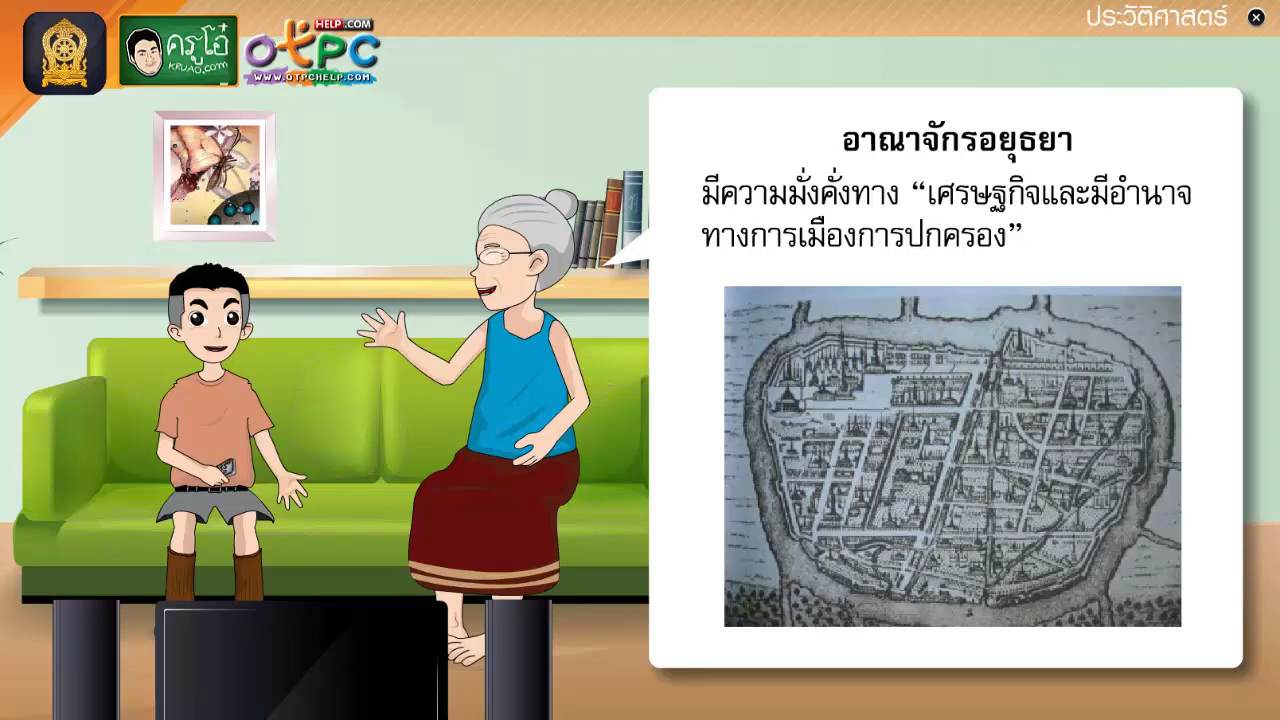 ประวัติศาสตร์
ครูโอ๋
KRUAO.com
HELP.COM
OTPC
WWW.OTPCHELP.COM
อาณาจักรอยุธยา
มีความมั่งคั่งทาง “เศรษฐกิจและมีอำนาจ
ทางการเมืองการปกครอง”